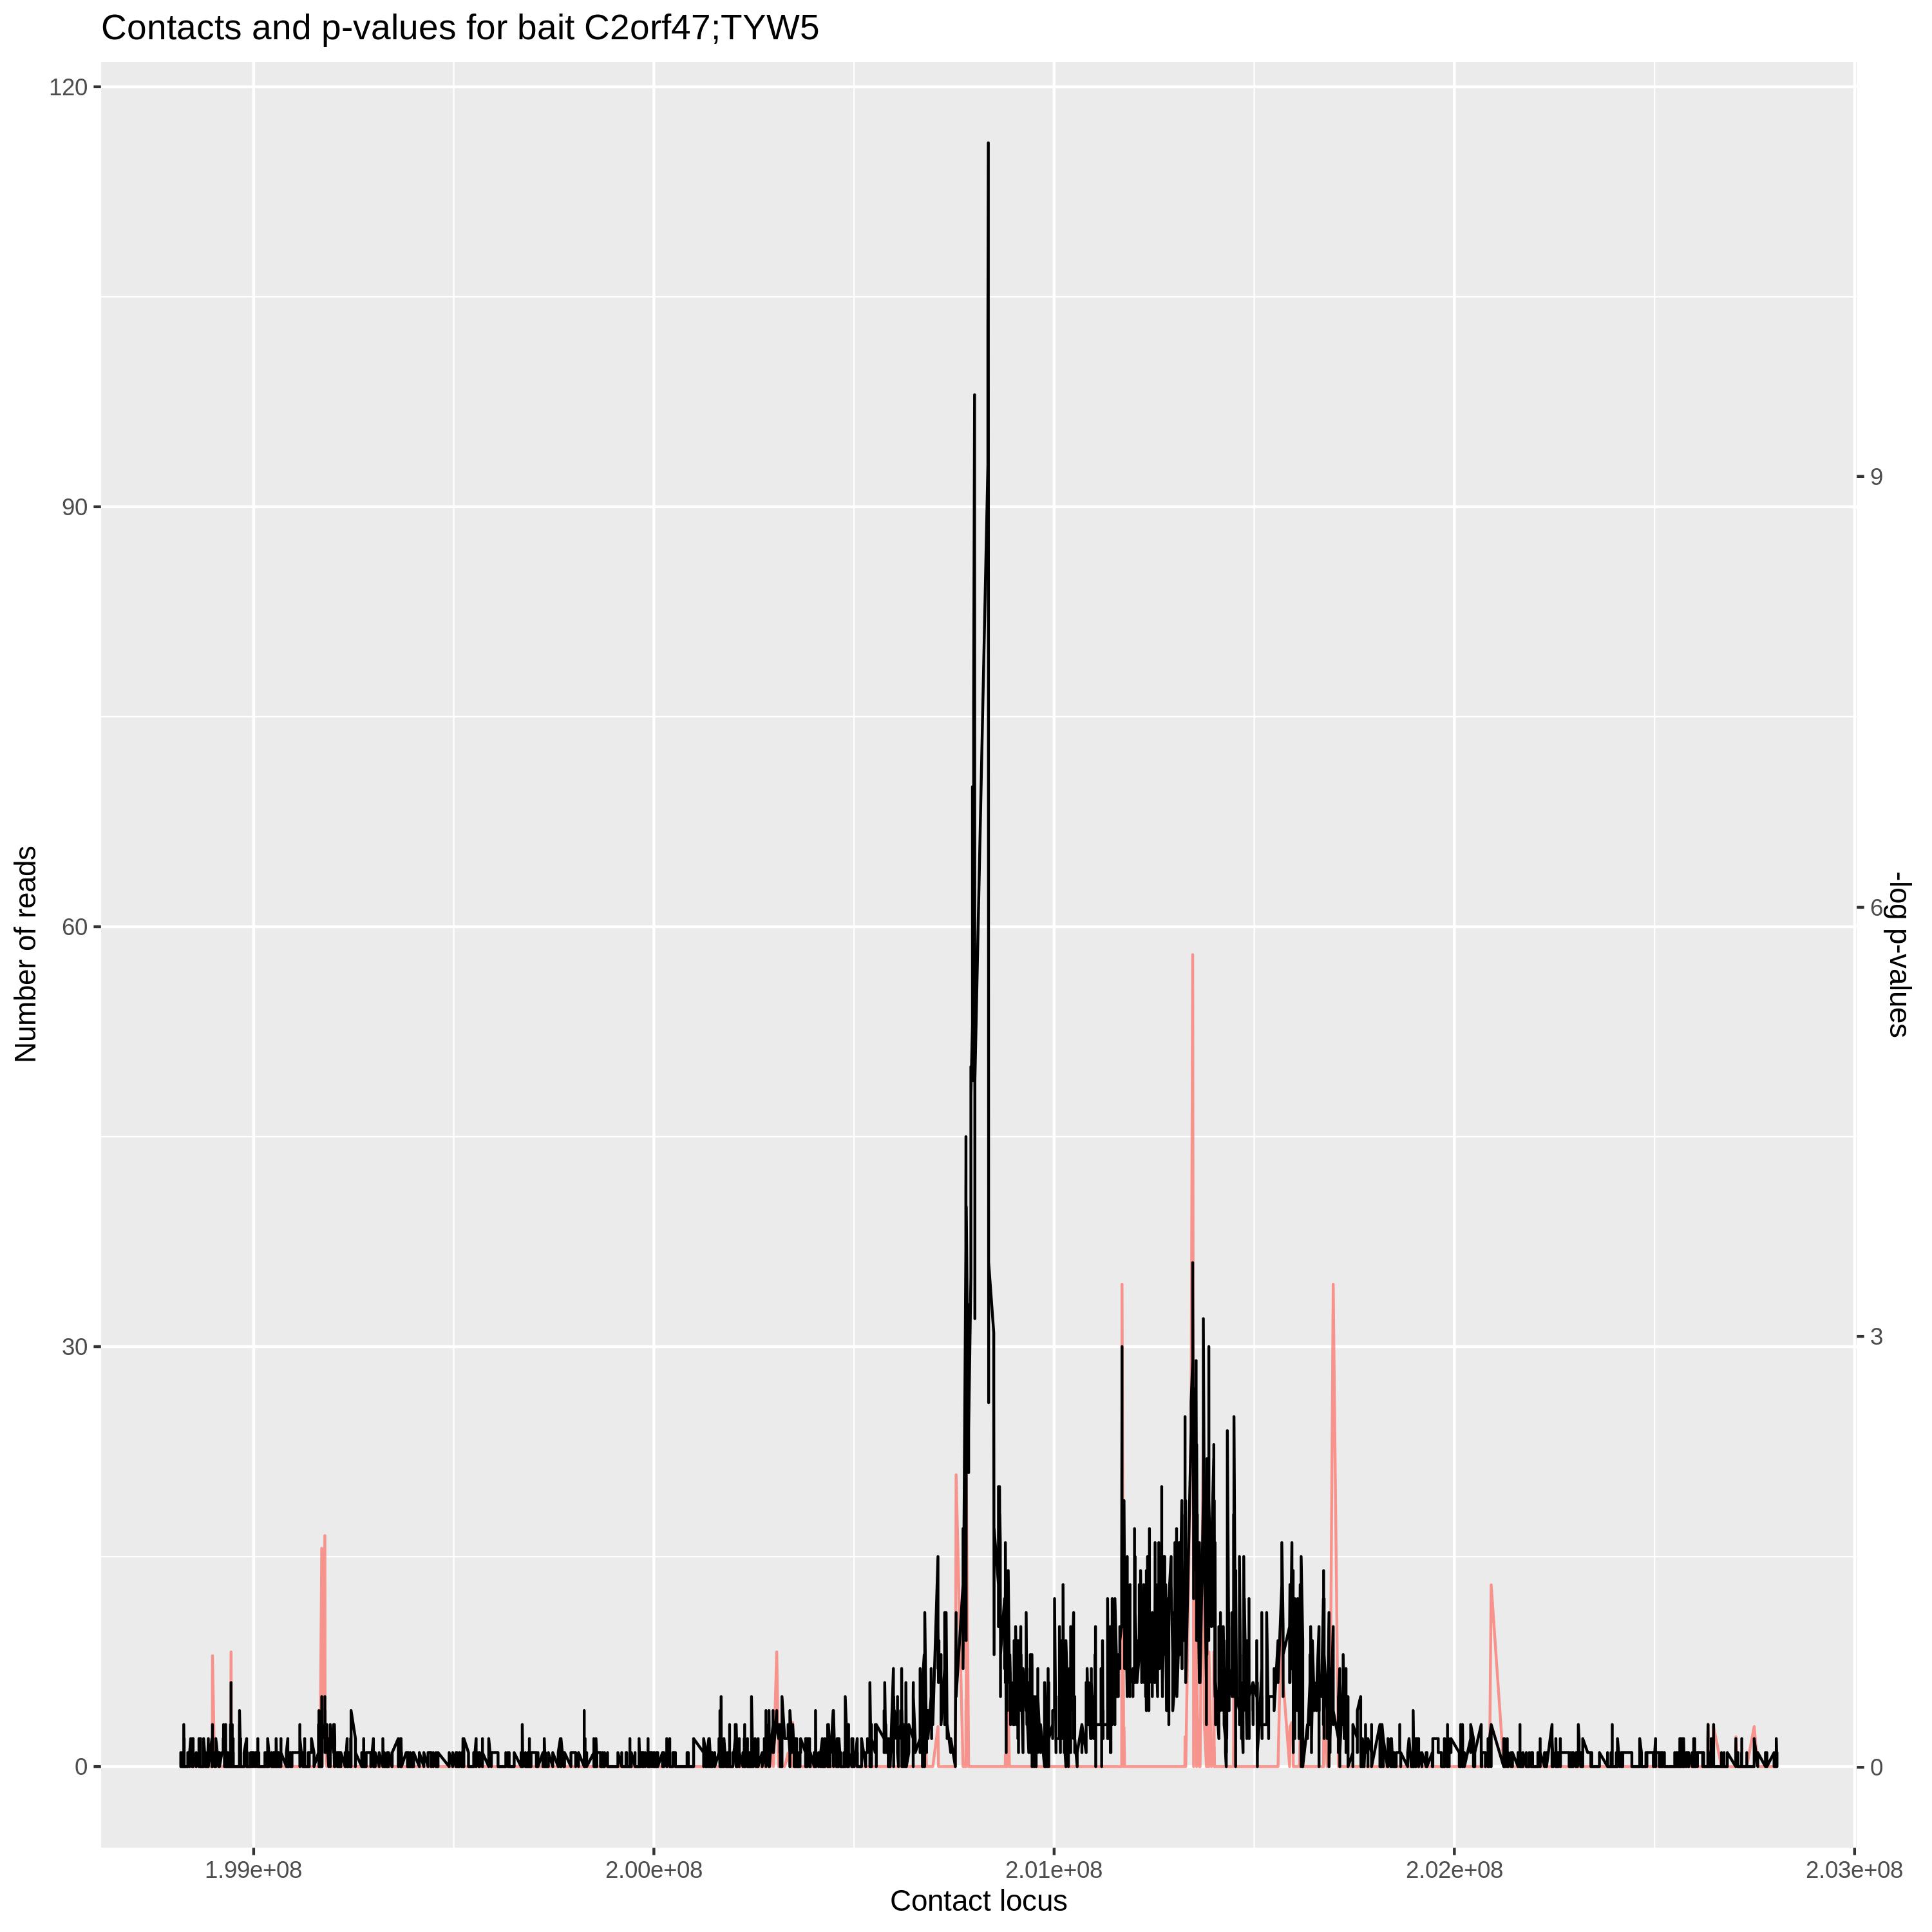 Contacts and p-values for bait C2orf47;TYW5
120
90
60
30
0
Number of reads
9
6
3
0
-log p-values
1.99e+08
2.00e+08
2.01e+08
2.02e+08
2.03e+08
Contact locus